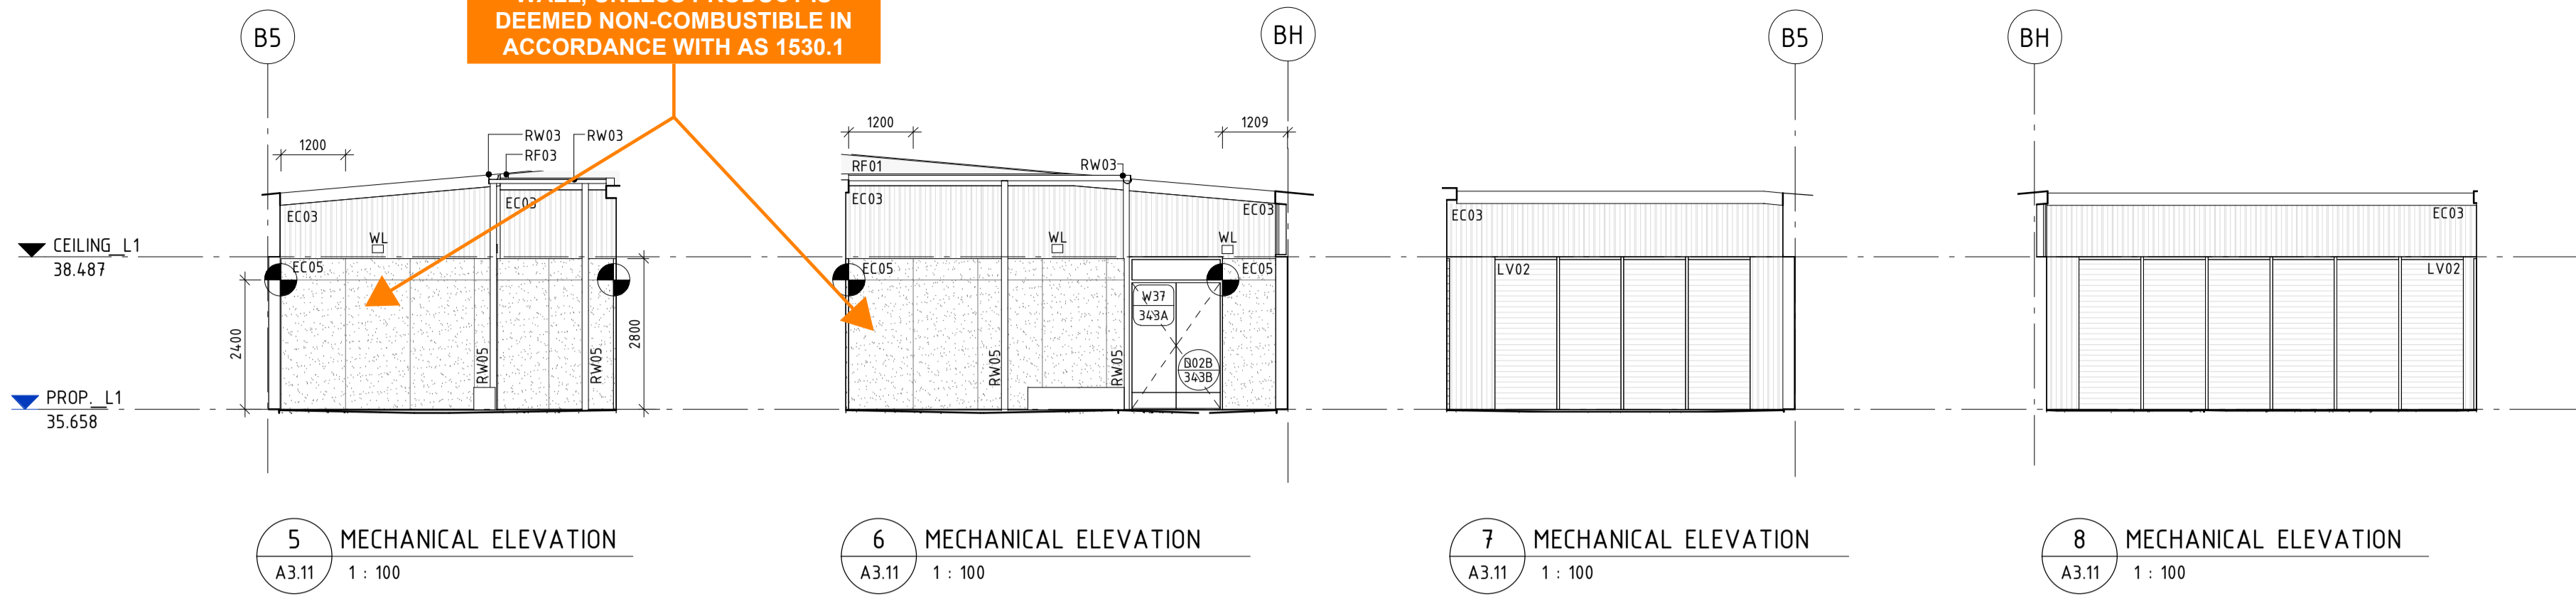 WALL, UNLESS PRODUCT IS
DEEMED NON-COMBUSTIBLE IN
ACCORDANCE WITH AS 1530.1
B5
BH
B5
BH
1200
RW03
RW03
RF03
1200
1209
RF01
RW03
EC03
EC03
EC03
EC03
EC03
EC03
WL
WL
WL
CEILING_L1
38.487
EC05
EC05
EC05
LV02
LV02
2400
2800
W37
343A
D02B
343B
RW05
RW05
RW05
RW05
PROP._L1
35.658
5 MECHANICAL ELEVATION
A3.11 1 : 100
6 MECHANICAL ELEVATION
A3.11 1 : 100
7 MECHANICAL ELEVATION
A3.11 1 : 100
8 MECHANICAL ELEVATION
A3.11 1 : 100